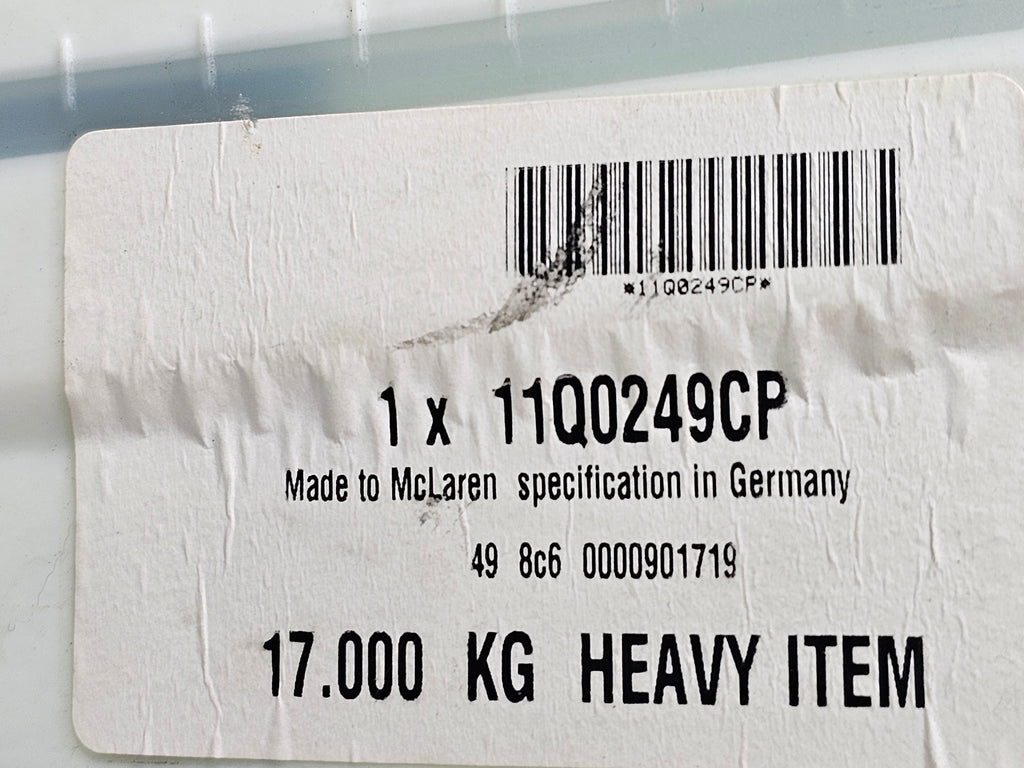 *11Q0249CP*
1 x 11Q0249CP
Made to McLaren specification in Germany
49 8c6 0000901719
17.000 KG HEAVY ITEM